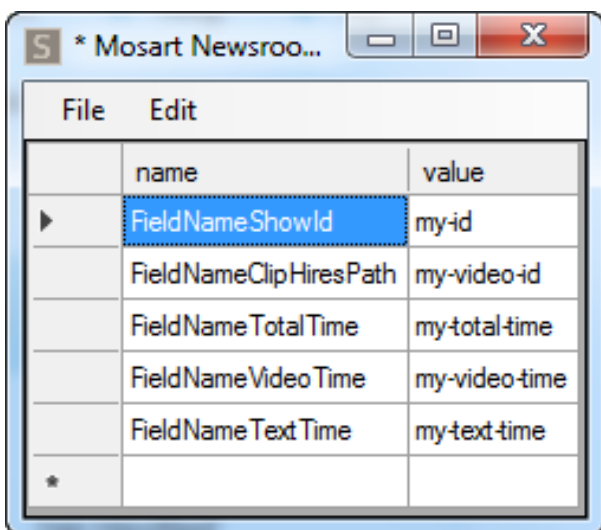 S * Mosart Newsroo...
File Edit
name value
FieldNameShowId my-id
FieldNameClipHiresPath my-video-id
FieldNameTotalTime my-total-time
FieldNameVideoTime my-video-time
FieldNameTextTime my-text-time
*